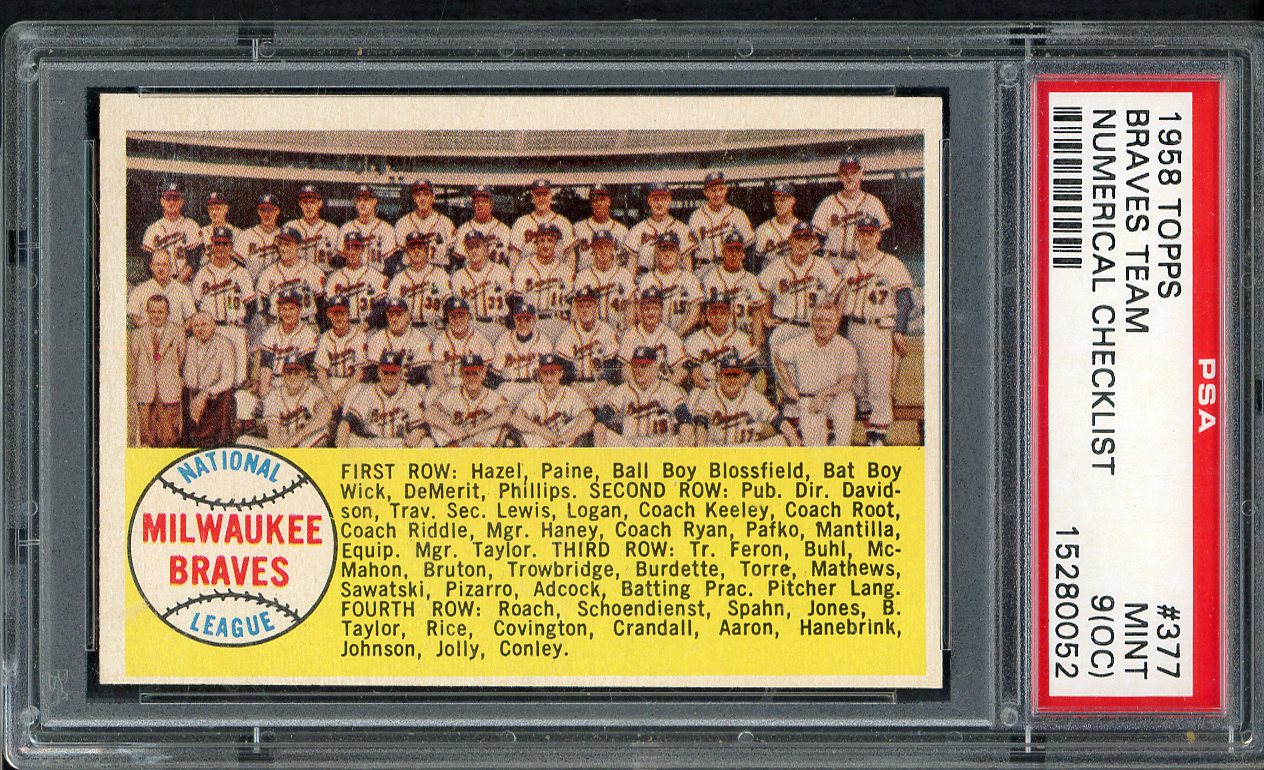 NATIONAL
MILWAUKEE
BRAVES
LEAGUE
FIRST ROW: Hazel, Paine, Ball Boy Blossfield, Bat Boy
Wick, DeMerit, Phillips. SECOND ROW: Pub. Dir. David-
son, Trav. Sec. Lewis, Logan, Coach Keeley, Coach Root,
Coach Riddle, Mgr. Haney, Coach Ryan, Pafko, Mantilla,
Equip. Mgr. Taylor. THIRD ROW: Tr. Feron, Buhl, Mc-
Mahon, Bruton, Trowbridge, Burdette, Torre, Mathews,
Sawatski, Pizarro, Adcock, Batting Prac. Pitcher Lang.
FOURTH ROW: Roach, Schoendienst, Spahn, Jones, B.
Taylor, Rice, Covington, Crandall, Aaron, Hanebrink,
Johnson, Jolly, Conley.
PSA
1958 TOPPS #377
BRAVES TEAM MINT
NUMERICAL CHECKLIST 9(OC)
15280052